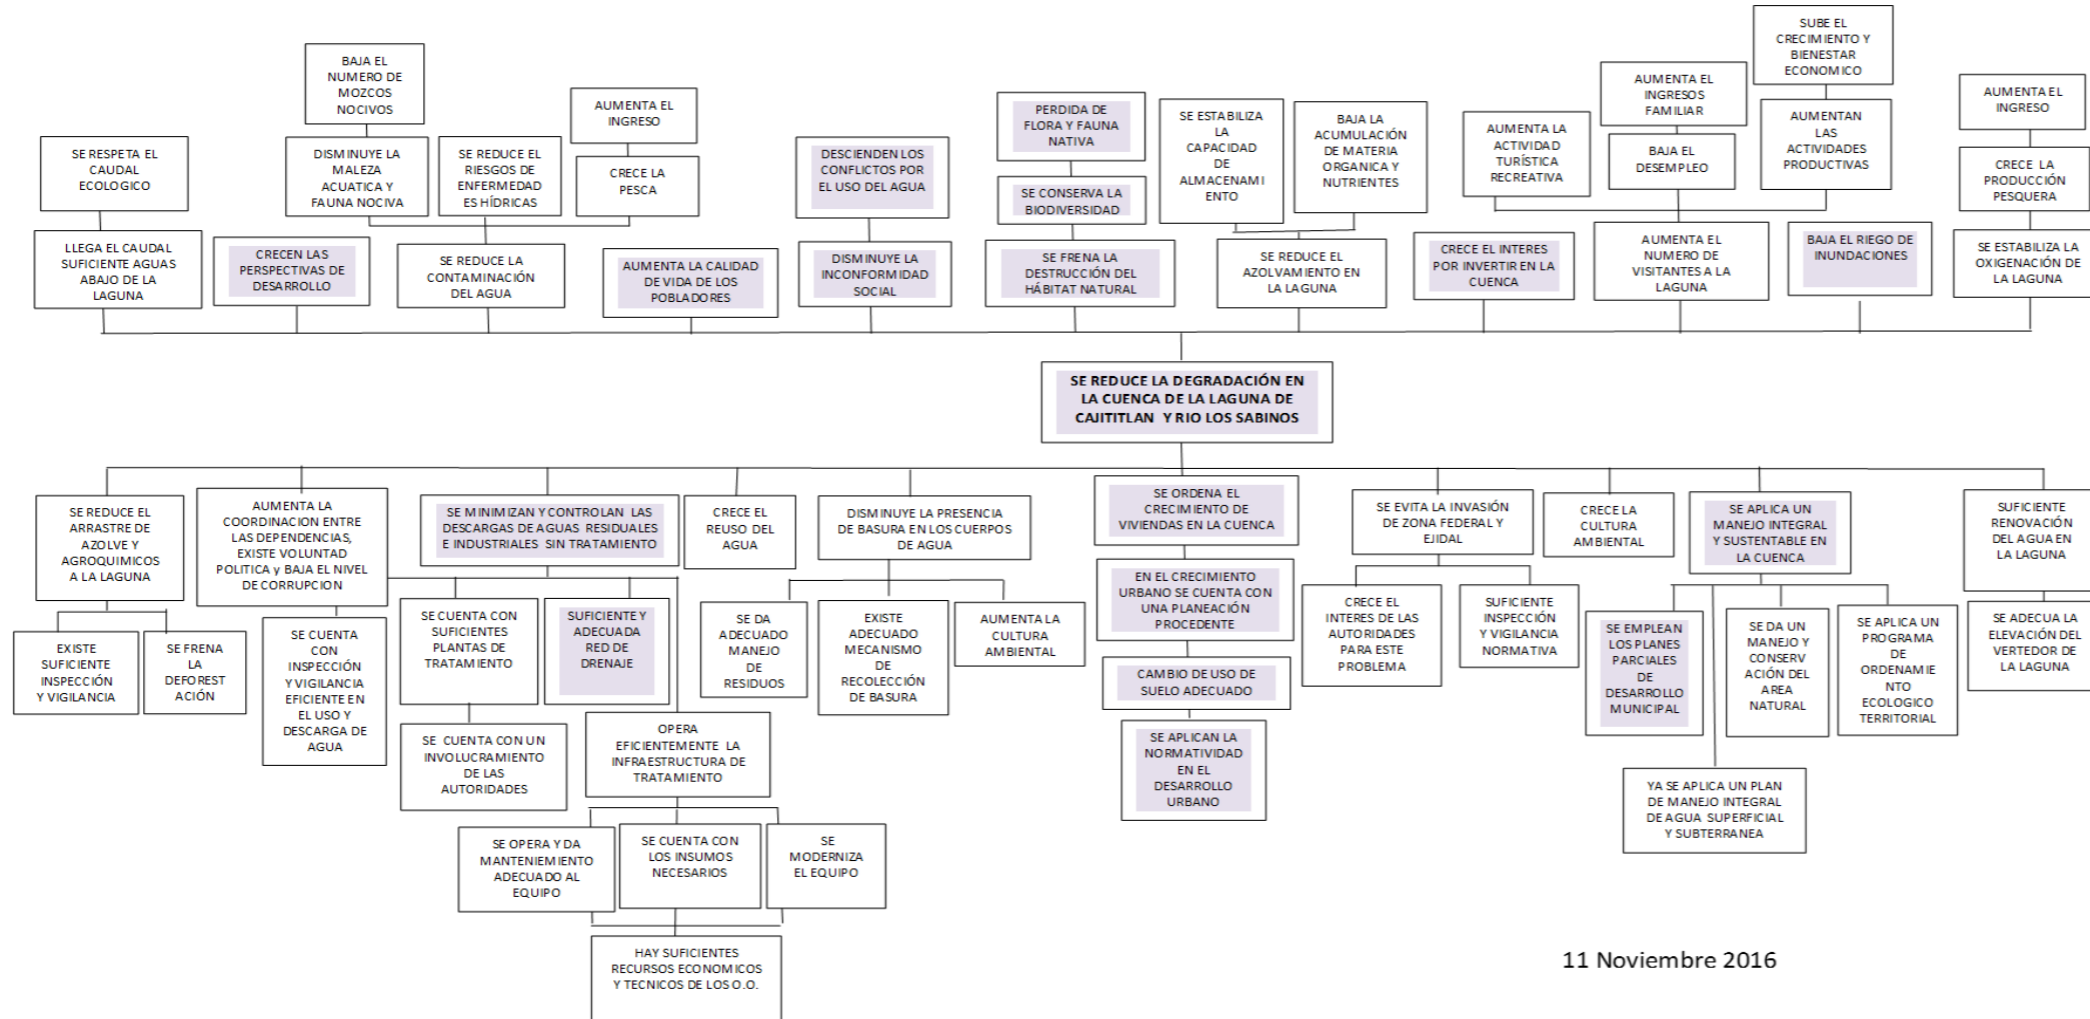 SUBE EL
CRECIMIENTO Y
BIENESTAR
ECONOMICO
BAJA EL
NUMERO DE
MOZCOS
NOCIVOS
AUMENTA EL
INGRESO
PERDIDA DE
FLORA Y FAUNA
NATIVA
SE ESTABILIZA
LA
CAPACIDAD
DE
ALMACENAMI
ENTO
BAJA LA
ACUMULACIÓN
DE MATERIA
ORGANICA Y
NUTRIENTES
AUMENTA LA
ACTIVIDAD
TURÍSTICA
RECREATIVA
AUMENTA EL
INGRESOS
FAMILIAR
AUMENTAN
LAS
ACTIVIDADES
PRODUCTIVAS
AUMENTA EL
INGRESO
SE RESPETA EL
CAUDAL
ECOLOGICO
DISMINUYE LA
MALEZA
ACUATICA Y
FAUNA NOCIVA
SE REDUCE EL
RIESGOS DE
ENFERMEDAD
ES HÍDRICAS
CRECE LA
PESCA
DESCIENDEN LOS
CONFLICTOS POR
EL USO DEL AGUA
SE CONSERVA LA
BIODIVERSIDAD
BAJA EL
DESEMPLEO
CRECE LA
PRODUCCIÓN
PESQUERA
LLEGA EL CAUDAL
SUFICIENTE AGUAS
ABAJO DE LA
LAGUNA
CRECEN LAS
PERSPECTIVAS DE
DESARROLLO
SE REDUCE LA
CONTAMINACIÓN
DEL AGUA
AUMENTA LA CALIDAD
DE VIDA DE LOS
POBLADORES
DISMINUYE LA
INCONFORMIDAD
SOCIAL
SE FRENA LA
DESTRUCCIÓN DEL
HÁBITAT NATURAL
SE REDUCE EL
AZOLVAMIENTO EN
LA LAGUNA
CRECE EL INTERES
POR INVERTIR EN LA
CUENCA
AUMENTA EL
NUMERO DE
VISITANTES A LA
LAGUNA
BAJA EL RIEGO DE
INUNDACIONES
SE ESTABILIZA LA
OXIGENACIÓN DE
LA LAGUNA
SE REDUCE LA DEGRADACIÓN EN
LA CUENCA DE LA LAGUNA DE
CAJITITLAN Y RIO LOS SABINOS
SE REDUCE EL
ARRASTRE DE
AZOLVE Y
AGROQUIMICOS
A LA LAGUNA
AUMENTA LA
COORDINACION ENTRE
LAS DEPENDENCIAS,
EXISTE VOLUNTAD
POLITICA y BAJA EL NIVEL
DE CORRUPCION
SE MINIMIZAN Y CONTROLAN LAS
DESCARGAS DE AGUAS RESIDUALES
E INDUSTRIALES SIN TRATAMIENTO
CRECE EL
REUSO DEL
AGUA
DISMINUYE LA PRESENCIA
DE BASURA EN LOS CUERPOS
DE AGUA
SE ORDENA EL
CRECIMIENTO DE
VIVIENDAS EN LA CUENCA
SE EVITA LA INVASIÓN
DE ZONA FEDERAL Y
EJIDAL
CRECE LA
CULTURA
AMBIENTAL
SE APLICA UN
MANEJO INTEGRAL
Y SUSTENTABLE EN
LA CUENCA
SUFICIENTE
RENOVACIÓN
DEL AGUA EN
LA LAGUNA
EXISTE
SUFICIENTE
INSPECCIÓN
Y VIGILANCIA
SE FRENA
LA
DEFOREST
ACIÓN
SE CUENTA
CON
INSPECCIÓN
Y VIGILANCIA
EFICIENTE EN
EL USO Y
DESCARGA DE
AGUA
SE CUENTA CON
SUFICIENTES
PLANTAS DE
TRATAMIENTO
SUFICIENTE Y
ADECUADA
RED DE
DRENAJE
SE DA
ADECUADO
MANEJO
DE
RESIDUOS
EXISTE
ADECUADO
MECANISMO
DE
RECOLECCIÓN
DE BASURA
AUMENTA LA
CULTURA
AMBIENTAL
EN EL CRECIMIENTO
URBANO SE CUENTA CON
UNA PLANEACIÓN
PROCEDENTE
CRECE EL
INTERES DE LAS
AUTORIDADES
PARA ESTE
PROBLEMA
SUFICIENTE
INSPECCIÓN
Y VIGILANCIA
NORMATIVA
SE EMPLEAN
LOS PLANES
PARCIALES
DE
DESARROLLO
MUNICIPAL
SE DA UN
MANEJO Y
CONSERV
ACIÓN DEL
AREA
NATURAL
SE APLICA UN
PROGRAMA
DE
ORDENAMIE
NTO
ECOLOGICO
TERRITORIAL
SE ADECUA LA
ELEVACIÓN DEL
VERTEDOR DE
LA LAGUNA
CAMBIO DE USO DE
SUELO ADECUADO
SE CUENTA CON UN
INVOLUCRAMIENTO
DE LAS
AUTORIDADES
OPERA
EFICIENTEMENTE LA
INFRAESTRUCTURA DE
TRATAMIENTO
SE APLICAN LA
NORMATIVIDAD
EN EL
DESARROLLO
URBANO
YA SE APLICA UN PLAN
DE MANEJO INTEGRAL
DE AGUA SUPERFICIAL
Y SUBTERRANEA
SE OPERA Y DA
MANTENIEMIENTO
ADECUADO AL
EQUIPO
SE CUENTA CON
LOS INSUMOS
NECESARIOS
SE
MODERNIZA
EL EQUIPO
HAY SUFICIENTES
RECURSOS ECONOMICOS
Y TECNICOS DE LOS O.O.
11 Noviembre 2016